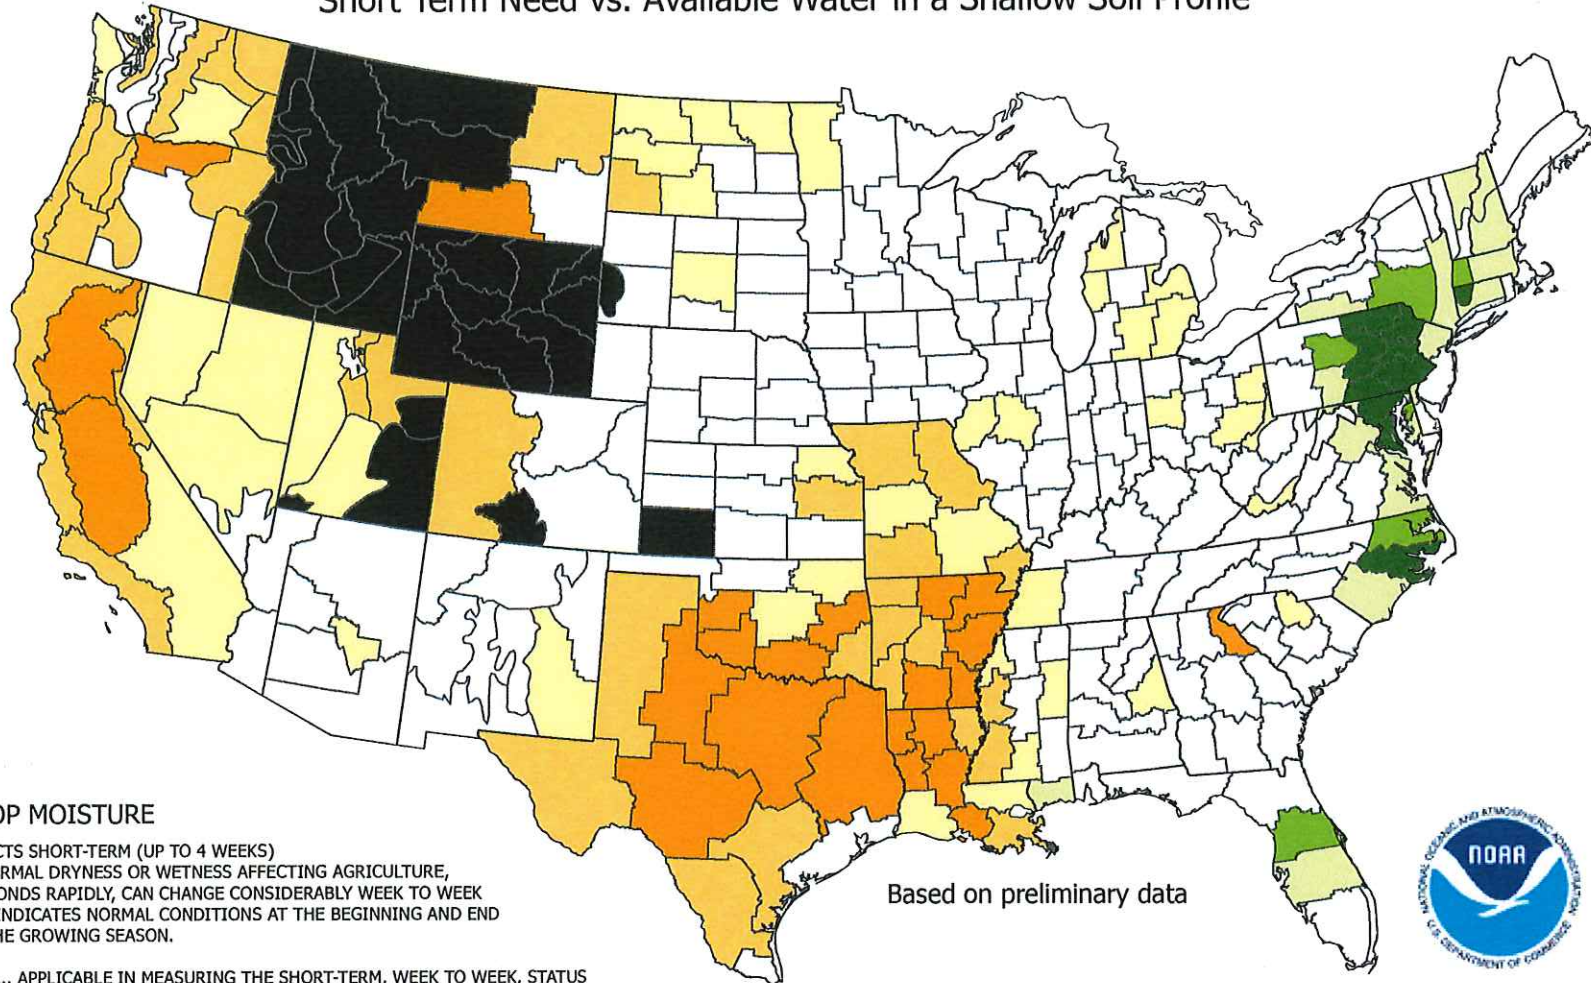 Short Term Need vs. Available Water in a Shallow Soil Profile
OP MOISTURE
CTS SHORT-TERM (UP TO 4 WEEKS)
RMAL DRYNESS OR WETNESS AFFECTING AGRICULTURE,
ONDS RAPIDLY, CAN CHANGE CONSIDERABLY WEEK TO WEEK
INDICATES NORMAL CONDITIONS AT THE BEGINNING AND END
HE GROWING SEASON.
... APPLICABLE IN MEASURING THE SHORT-TERM, WEEK TO WEEK, STATUS
Based on preliminary data
NATIONAL OCEANIC AND ATMOSPHERIC ADMINISTRATION
NOAA
U.S. DEPARTMENT OF COMMERCE